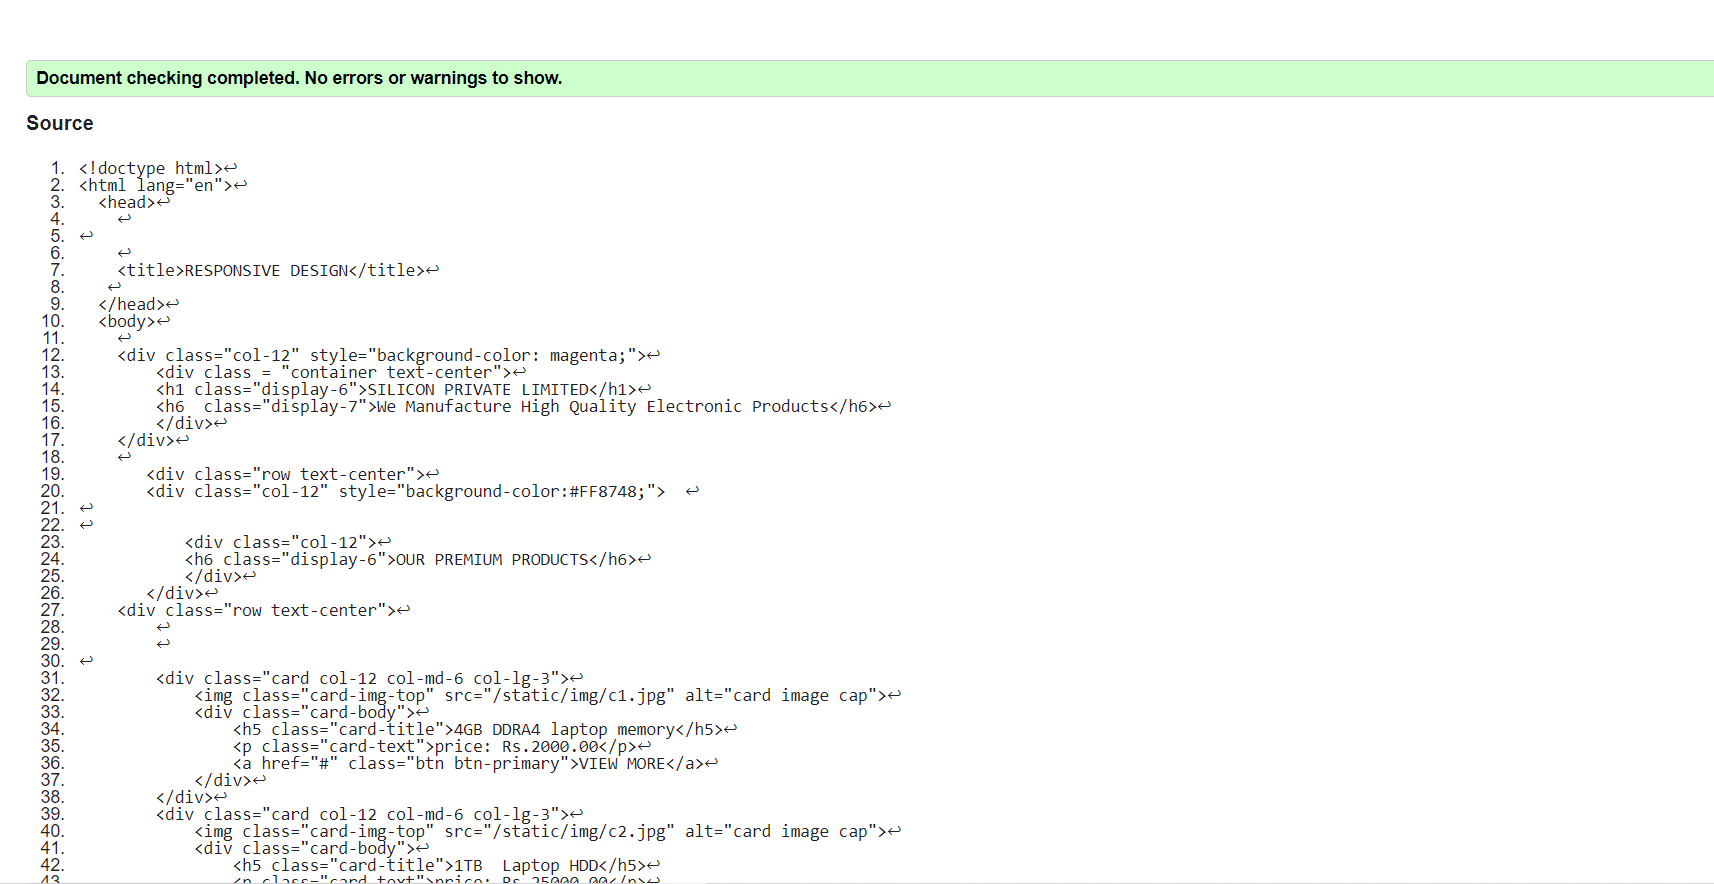 Document checking completed. No errors or warnings to show.
Source
1. <!doctype html>↩
2. <html lang="en">↩
3.   <head>↩
4.     ↩
5. ↩
6.     ↩
7.     <title>RESPONSIVE DESIGN</title>↩
8.    ↩
9.   </head>↩
10.   <body>↩
11.     ↩
12.     <div class="col-12" style="background-color: magenta;">↩
13.         <div class = "container text-center">↩
14.         <h1 class="display-6">SILICON PRIVATE LIMITED</h1>↩
15.         <h6  class="display-7">We Manufacture High Quality Electronic Products</h6>↩
16.         </div>↩
17.     </div>↩
18.     ↩
19.        <div class="row text-center">↩
20.        <div class="col-12" style="background-color:#FF8748;">  ↩
21. ↩
22. ↩
23.            <div class="col-12">↩
24.            <h6 class="display-6">OUR PREMIUM PRODUCTS</h6>↩
25.            </div>↩
26.        </div>↩
27.     <div class="row text-center">↩
28.         ↩
29.         ↩
30. ↩
31.         <div class="card col-12 col-md-6 col-lg-3">↩
32.             <img class="card-img-top" src="/static/img/c1.jpg" alt="card image cap">↩
33.             <div class="card-body">↩
34.                 <h5 class="card-title">4GB DDRA4 laptop memory</h5>↩
35.                 <p class="card-text">price: Rs.2000.00</p>↩
36.                 <a href="#" class="btn btn-primary">VIEW MORE</a>↩
37.             </div>↩
38.         </div>↩
39.         <div class="card col-12 col-md-6 col-lg-3">↩
40.             <img class="card-img-top" src="/static/img/c2.jpg" alt="card image cap">↩
41.             <div class="card-body">↩
42.                 <h5 class="card-title">1TB  Laptop HDD</h5>↩
43.                 <p class="card-text">price: Rs.25000.00</p>↩